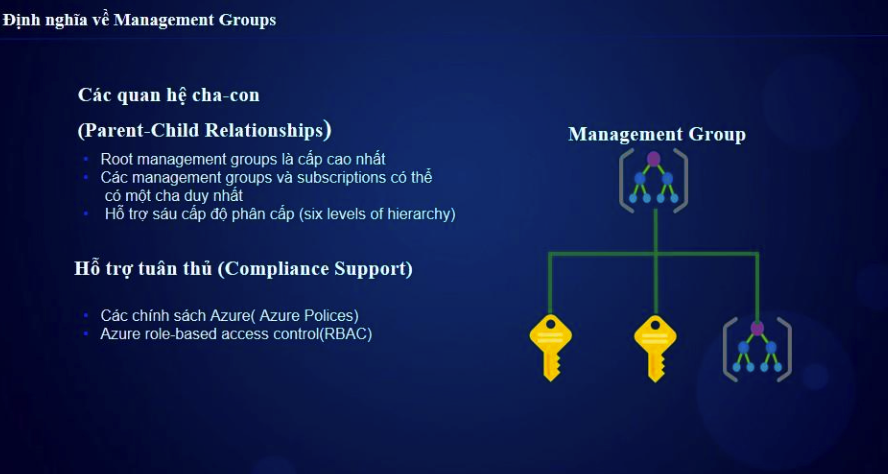 Định nghĩa về Management Groups
Các quan hệ cha-con
(Parent-Child Relationships)
Root management groups là cấp cao nhất
Các management groups và subscriptions có thể
có một cha duy nhất
Hỗ trợ sáu cấp độ phân cấp (six levels of hierarchy)
Hỗ trợ tuân thủ (Compliance Support)
Các chính sách Azure( Azure Polices)
Azure role-based access control(RBAC)
Management Group